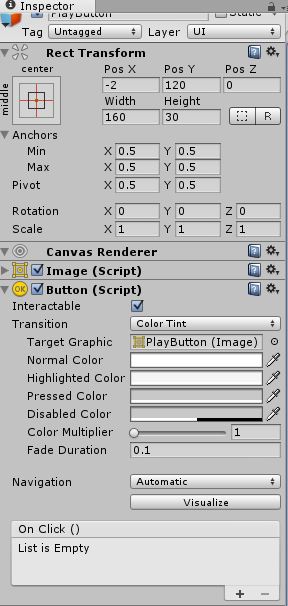 Inspector
PlayButton Static
Tag Untagged Layer UI
Rect Transform
center Pos X Pos Y Pos Z
middle -2 120 0
Width Height
160 30 R
Anchors
Min X 0.5 Y 0.5
Max X 0.5 Y 0.5
Pivot X 0.5 Y 0.5
Rotation X 0 Y 0 Z 0
Scale X 1 Y 1 Z 1
Canvas Renderer
Image (Script)
OK Button (Script)
Interactable
Transition Color Tint
Target Graphic PlayButton (Image)
Normal Color
Highlighted Color
Pressed Color
Disabled Color
Color Multiplier 1
Fade Duration 0.1
Navigation Automatic
Visualize
On Click ()
List is Empty
+ −